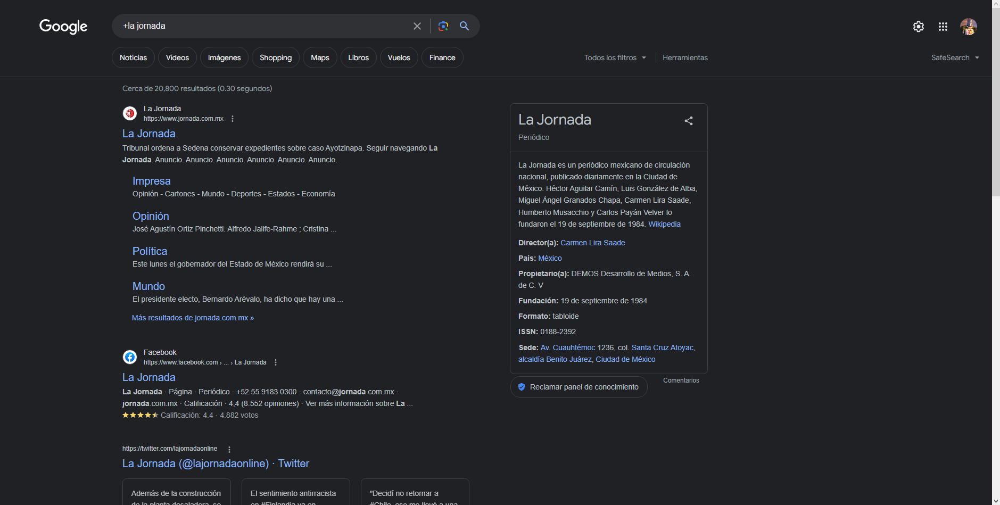 Google
+la jornada
Noticias
Vídeos
Imágenes
Shopping
Maps
Libros
Vuelos
Finance
Todos los filtros
Herramientas
SafeSearch
Cerca de 20,800 resultados (0.30 segundos)
La Jornada
https://www.jornada.com.mx
La Jornada
Tribunal ordena a Sedena conservar expedientes sobre caso Ayotzinapa. Seguir navegando La
Jornada. Anuncio. Anuncio. Anuncio. Anuncio. Anuncio. Anuncio.
Impresa
Opinión - Cartones - Mundo - Deportes - Estados - Economía
Opinión
José Agustín Ortiz Pinchetti. Alfredo Jalife-Rahme ; Cristina ...
Política
Este lunes el gobernador del Estado de México rendirá su ...
Mundo
El presidente electo, Bernardo Arévalo, ha dicho que hay una ...
Más resultados de jornada.com.mx »
Facebook
https://www.facebook.com › ... › La Jornada
La Jornada
La Jornada · Página · Periódico · +52 55 9183 0300 · contacto@jornada.com.mx ·
jornada.com.mx · Calificación · 4,4 (8.552 opiniones) · Ver más información sobre La ...
Calificación: 4.4 · 4.882 votos
https://twitter.com/lajornadaonline
La Jornada (@lajornadaonline) · Twitter
Además de la construcción
de la planta desaladora, se
El sentimiento antirracista
en #Finlandia va en
"Decidí no retornar a
#Chile, eso me llevó a una
La Jornada
Periódico
La Jornada es un periódico mexicano de circulación
nacional, publicado diariamente en la Ciudad de
México. Héctor Aguilar Camín, Luis González de Alba,
Miguel Ángel Granados Chapa, Carmen Lira Saade,
Humberto Musacchio y Carlos Payán Velver lo
fundaron el 19 de septiembre de 1984. Wikipedia
Director(a): Carmen Lira Saade
País: México
Propietario(a): DEMOS Desarrollo de Medios, S. A.
de C. V
Fundación: 19 de septiembre de 1984
Formato: tabloide
ISSN: 0188-2392
Sede: Av. Cuauhtémoc 1236, col. Santa Cruz Atoyac,
alcaldía Benito Juárez, Ciudad de México
Comentarios
Reclamar panel de conocimiento